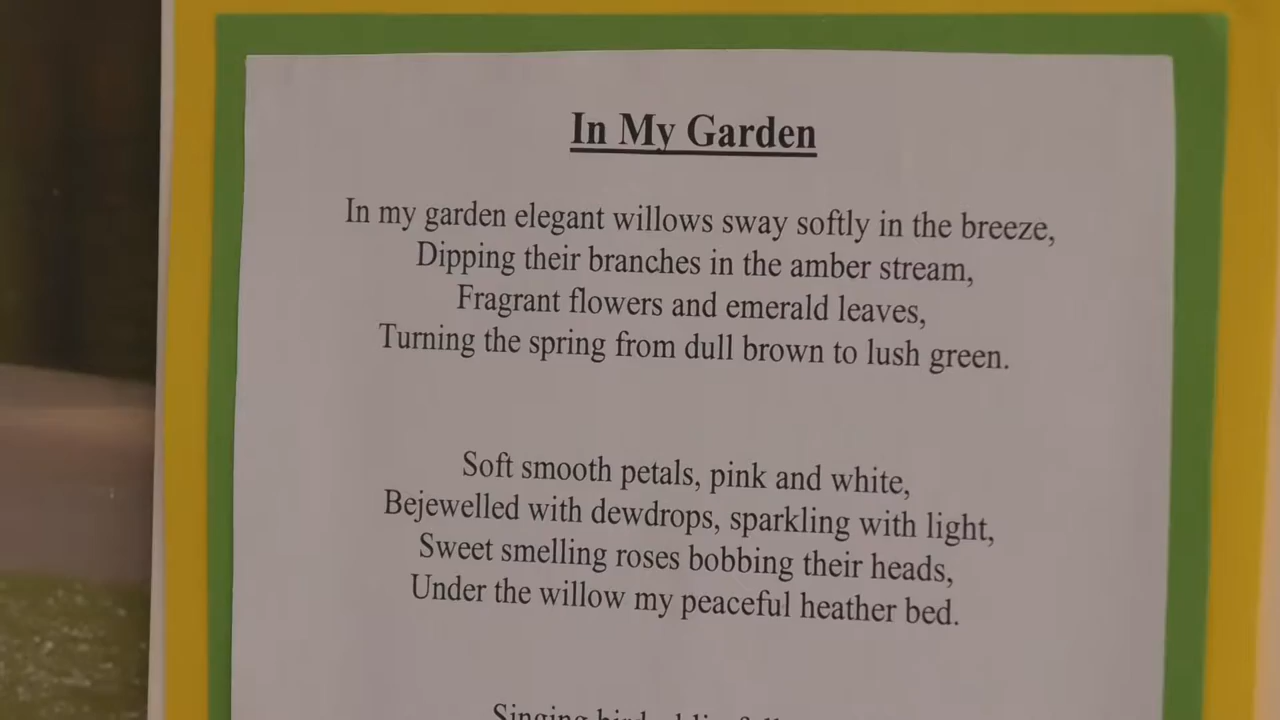 In My Garden
In my garden elegant willows sway softly in the breeze,
Dipping their branches in the amber stream,
Fragrant flowers and emerald leaves,
Turning the spring from dull brown to lush green.
Soft smooth petals, pink and white,
Bejewelled with dewdrops, sparkling with light,
Sweet smelling roses bobbing their heads,
Under the willow my peaceful heather bed.
Singing